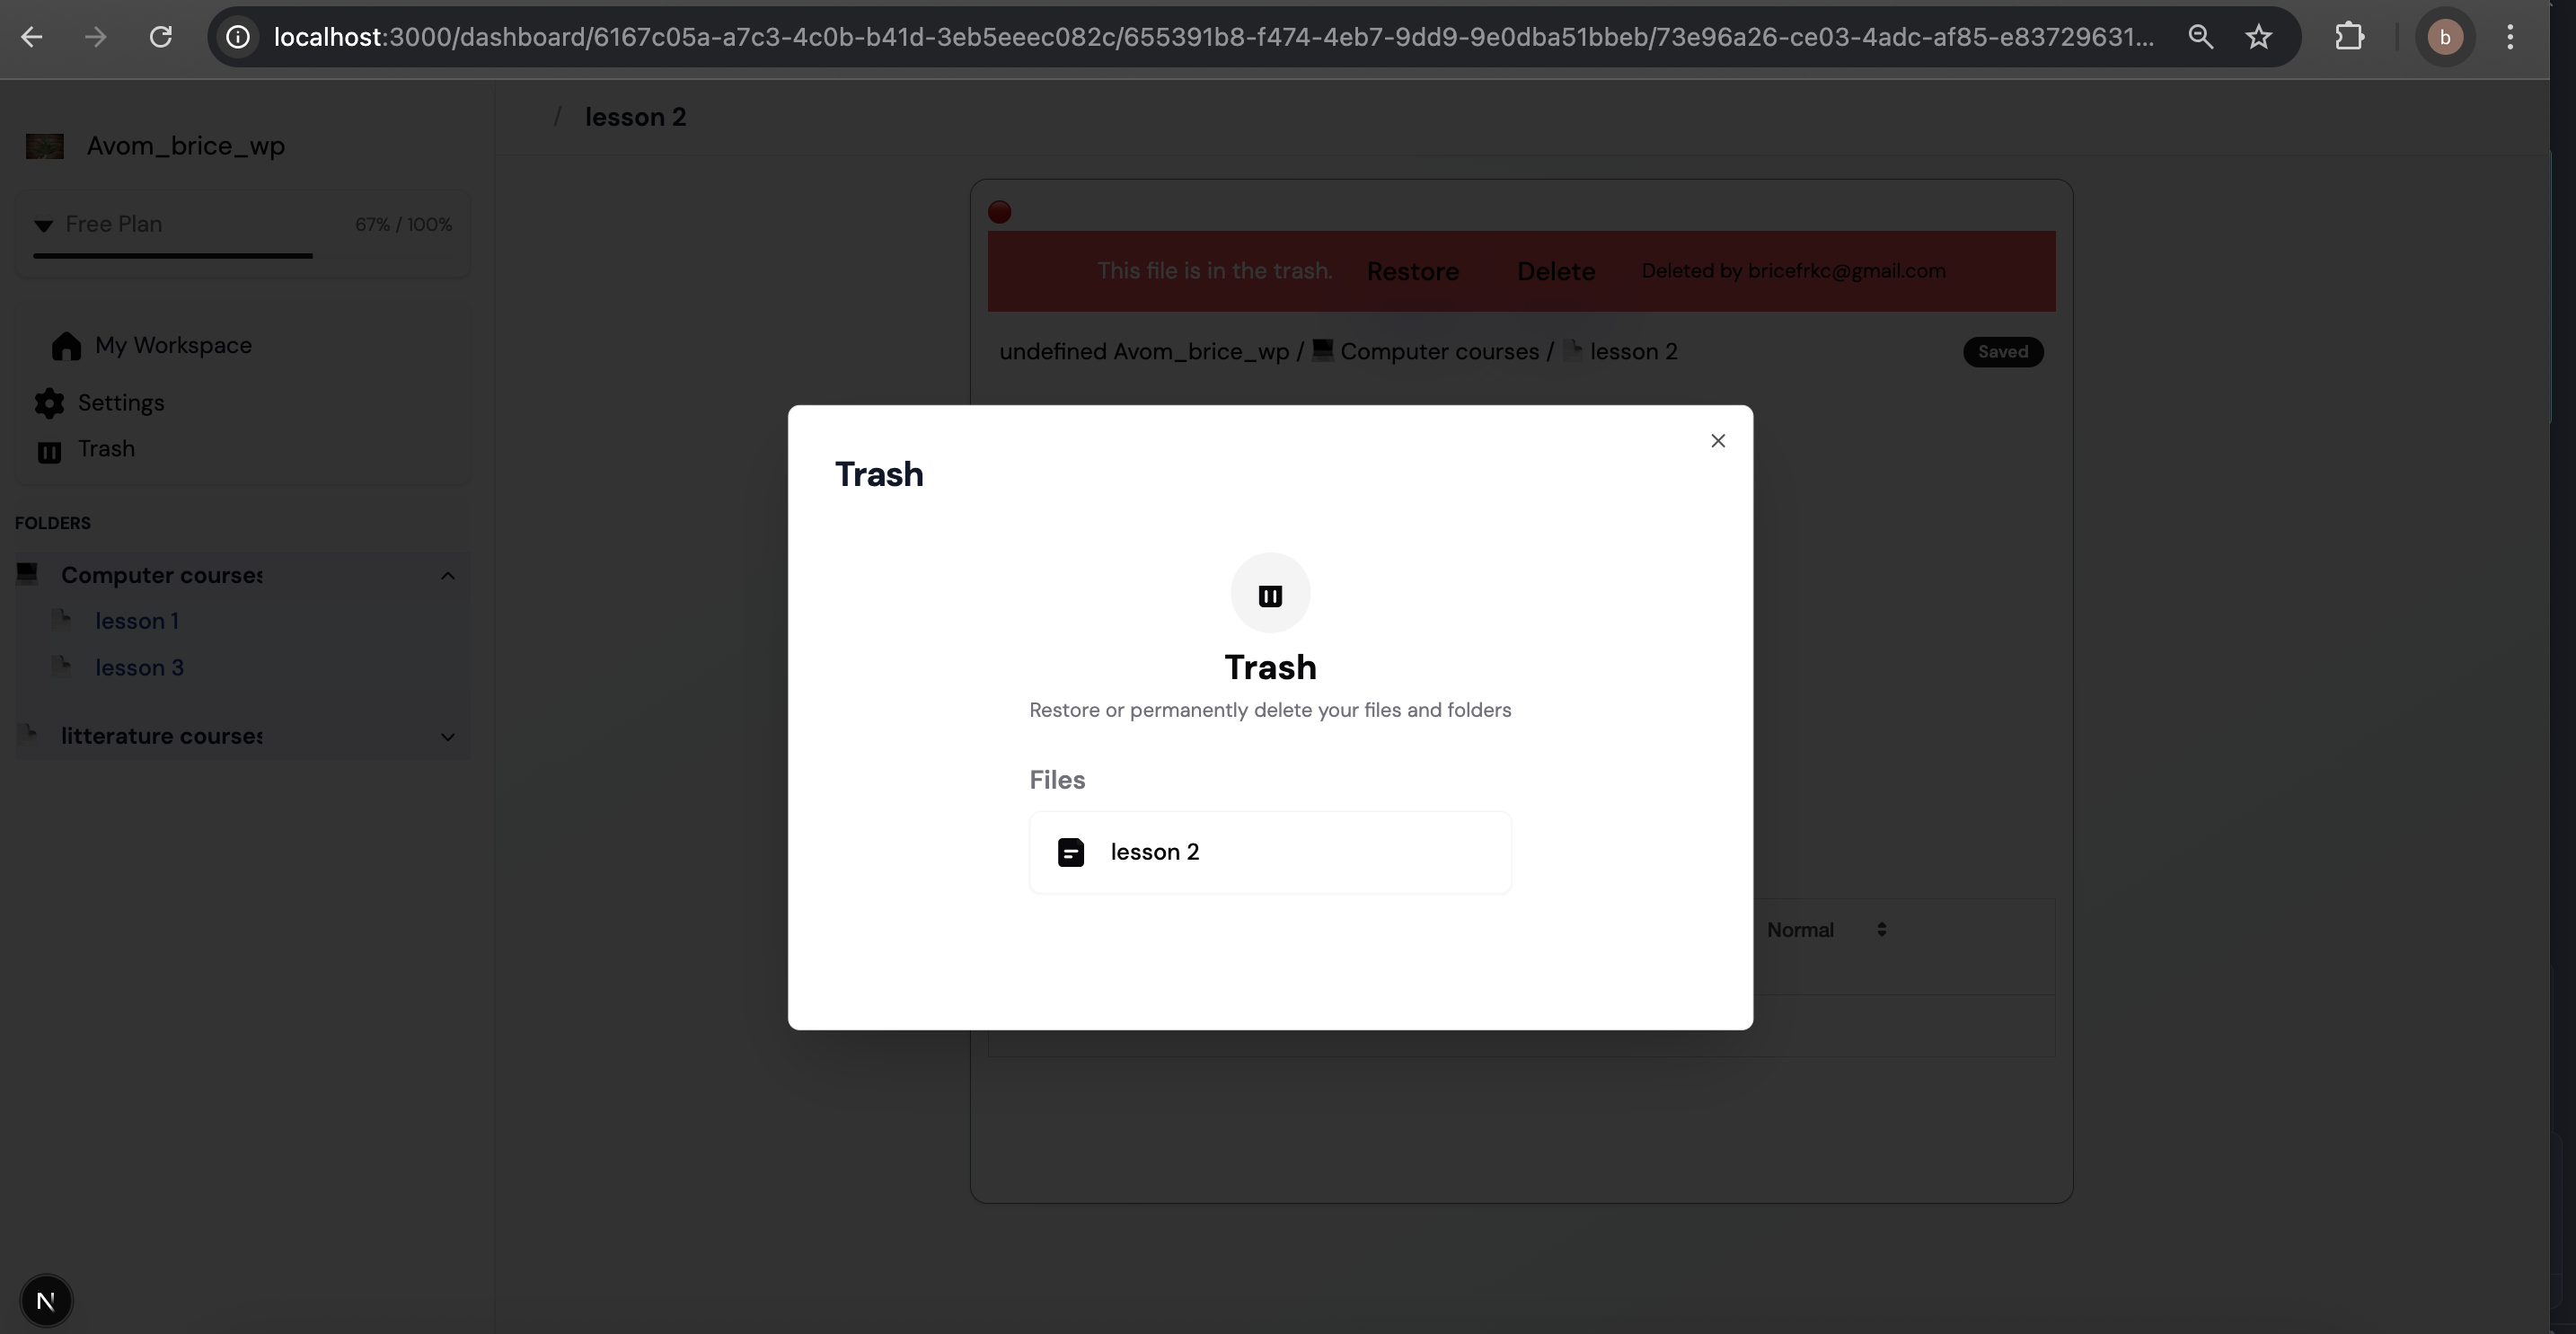 localhost:3000/dashboard/6167c05a-a7c3-4c0b-b41d-3eb5eeec082c/655391b8-f474-4eb7-9dd9-9e0dba51bbeb/73e96a26-ce03-4adc-af85-e83729631...
b
Avom_brice_wp
Free Plan 67% / 100%
My Workspace
Settings
Trash
FOLDERS
Computer courses
lesson 1
lesson 3
litterature courses
/ lesson 2
This file is in the trash. Restore Delete Deleted by bricefrkc@gmail.com
undefined Avom_brice_wp / Computer courses / lesson 2 Saved
Trash
Trash
Restore or permanently delete your files and folders
Files
lesson 2
Normal
N